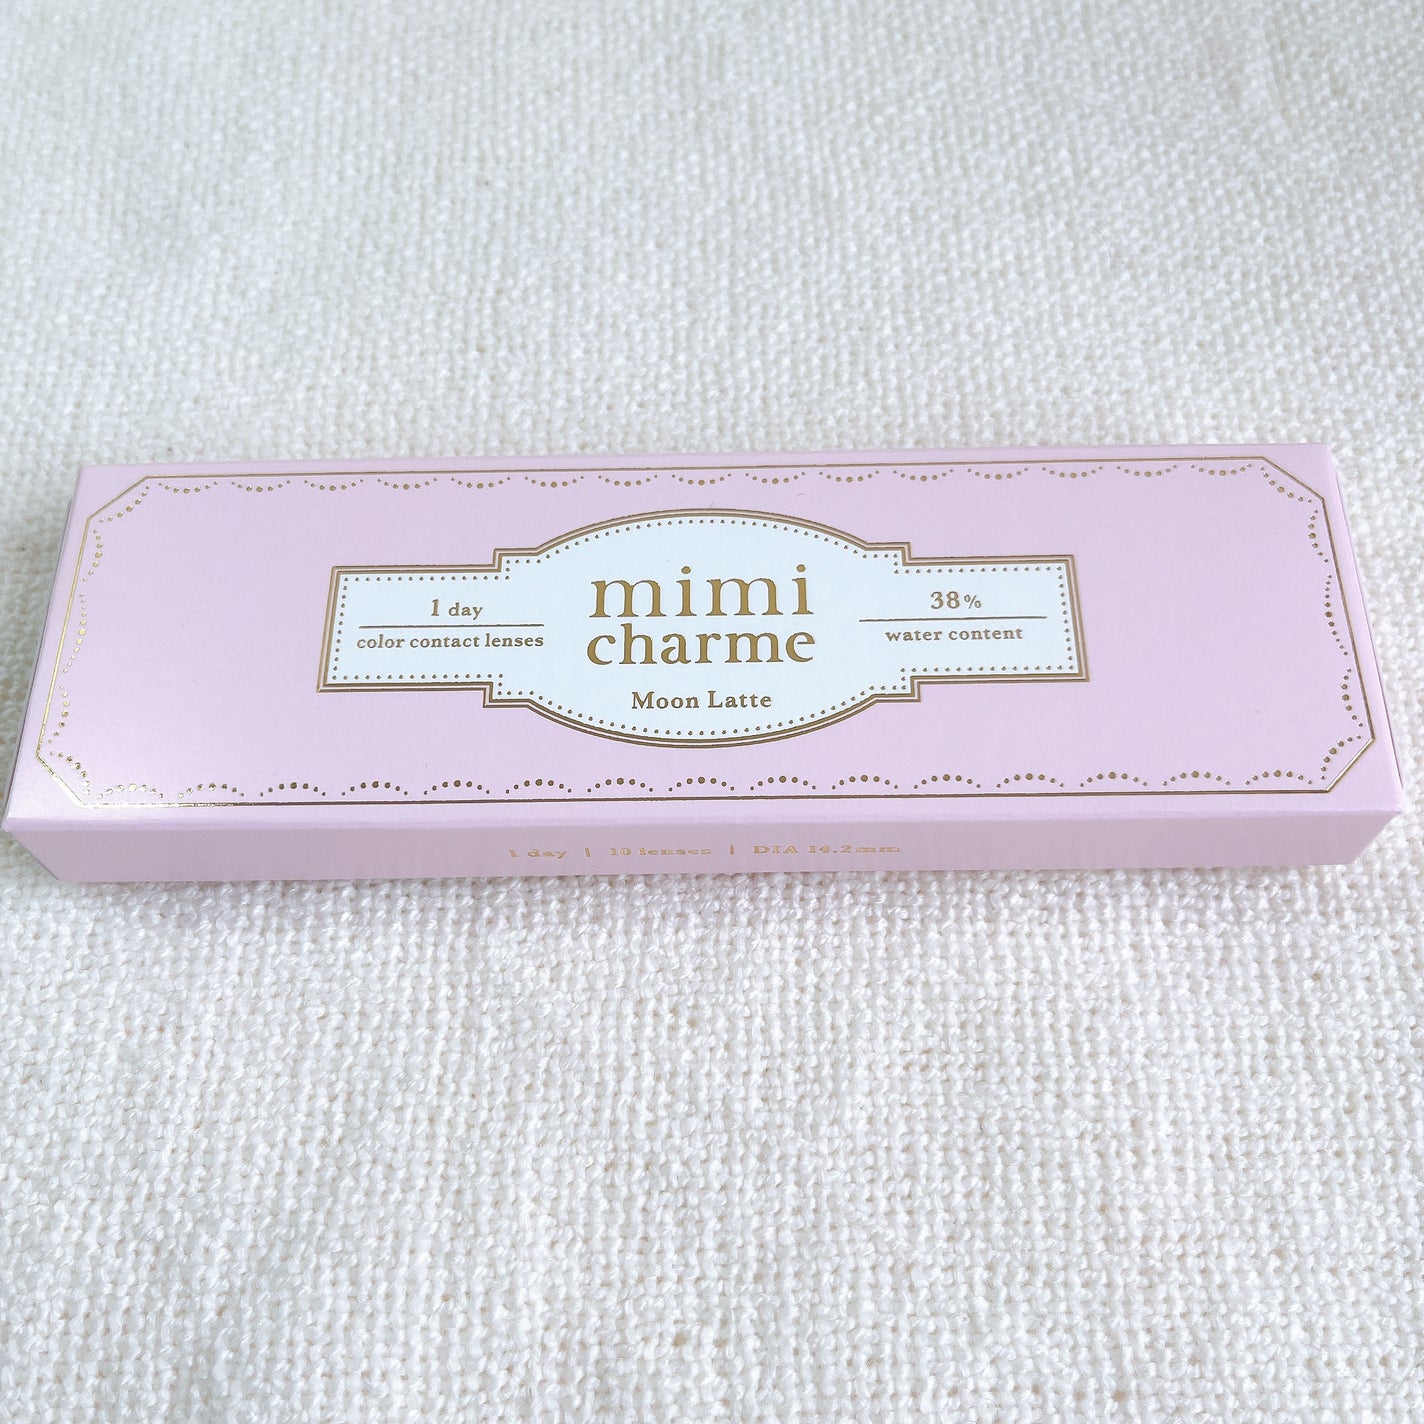 1 day
color contact lenses
mimi
charme
Moon Latte
38%
water content
1 day | 10 lenses | DIA 14.2mm